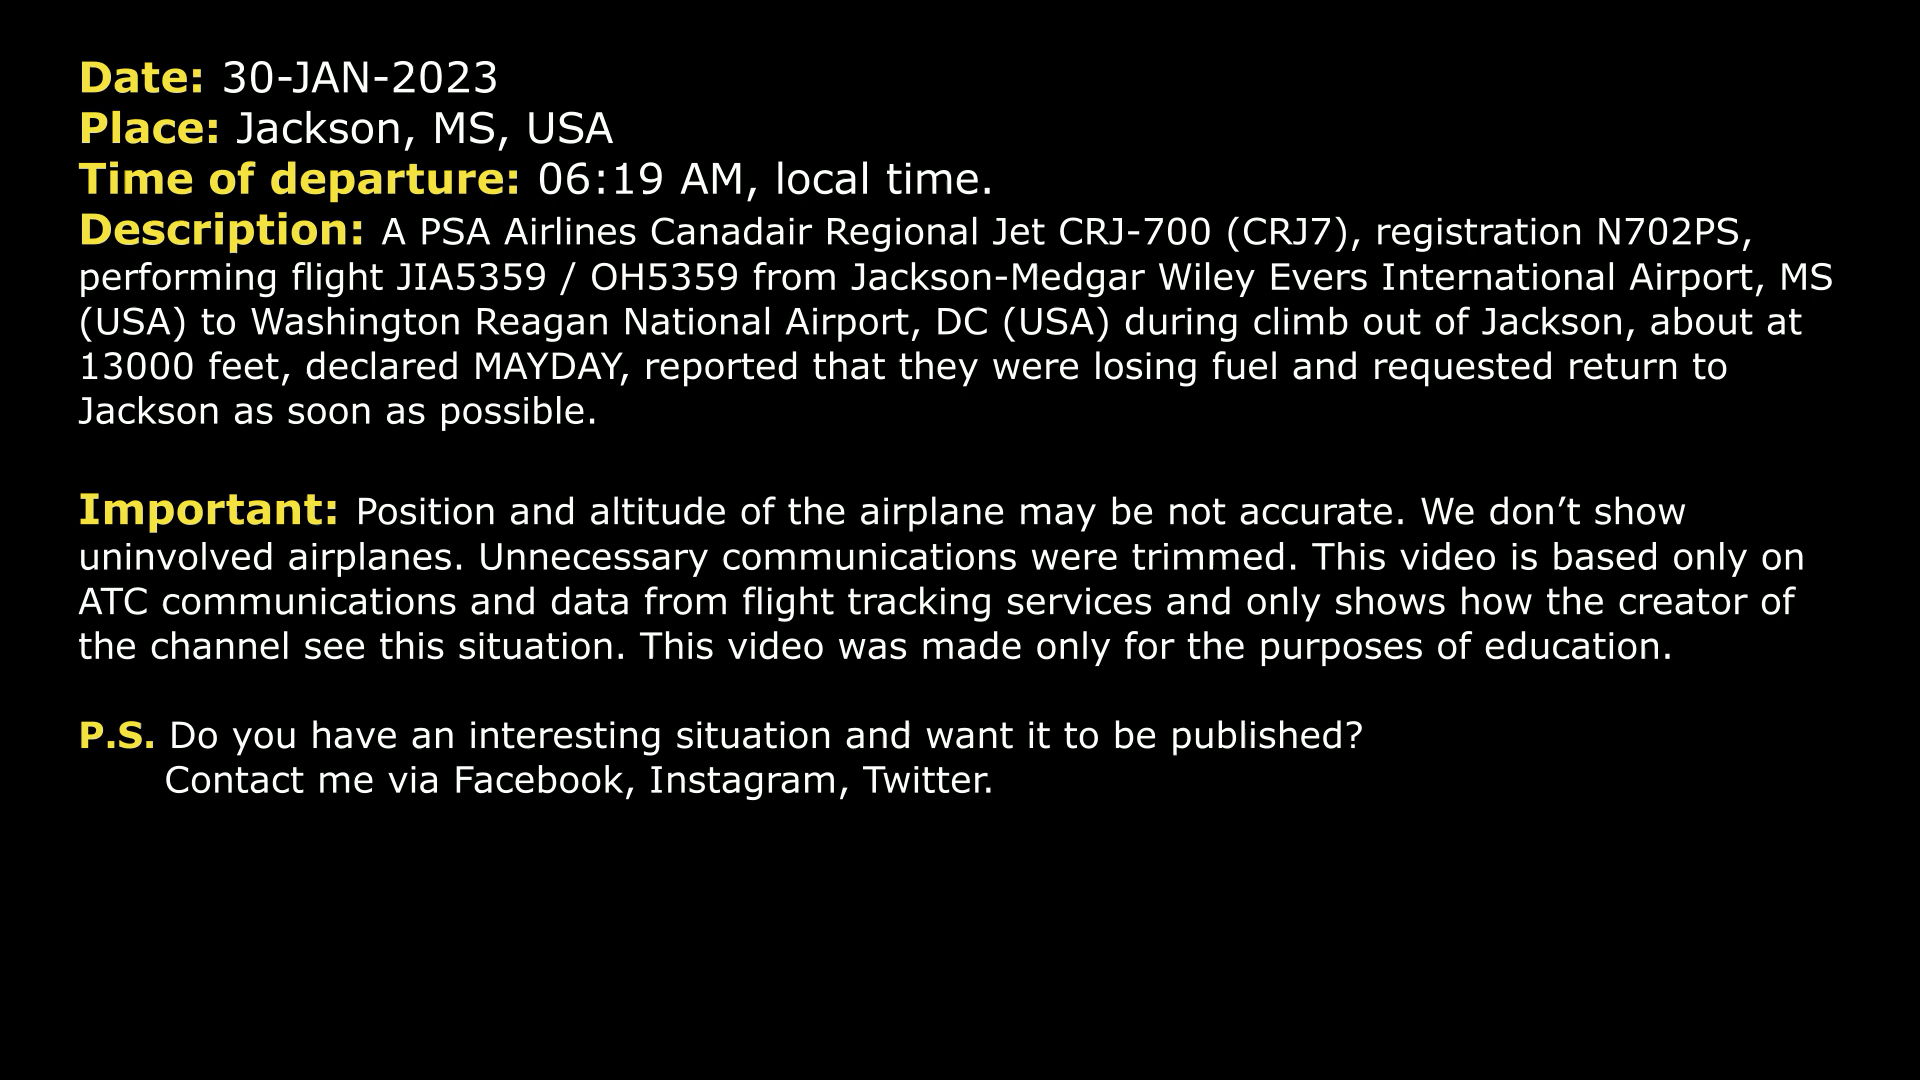 Date: 30-JAN-2023
Place: Jackson, MS, USA
Time of departure: 06:19 AM, local time.
Description: A PSA Airlines Canadair Regional Jet CRJ-700 (CRJ7), registration N702PS,
performing flight JIA5359 / OH5359 from Jackson-Medgar Wiley Evers International Airport, MS
(USA) to Washington Reagan National Airport, DC (USA) during climb out of Jackson, about at
13000 feet, declared MAYDAY, reported that they were losing fuel and requested return to
Jackson as soon as possible.
Important: Position and altitude of the airplane may be not accurate. We don’t show
uninvolved airplanes. Unnecessary communications were trimmed. This video is based only on
ATC communications and data from flight tracking services and only shows how the creator of
the channel see this situation. This video was made only for the purposes of education.
P.S. Do you have an interesting situation and want it to be published?
Contact me via Facebook, Instagram, Twitter.